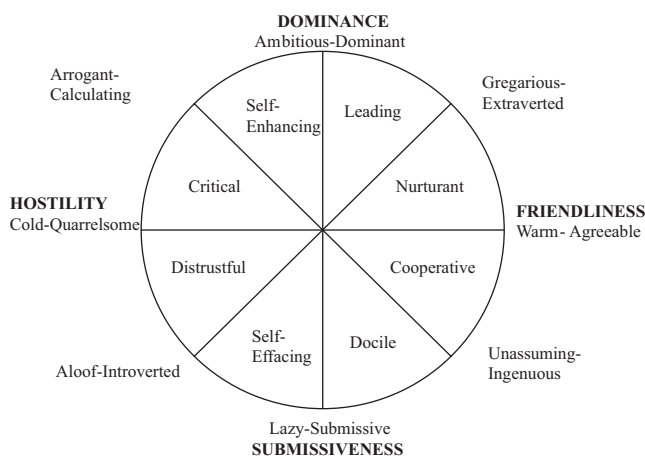 DOMINANCE
Ambitious-Dominant
Arrogant-
Calculating
Gregarious-
Extraverted
Self-
Enhancing
Leading
Critical
Nurturant
HOSTILITY
Cold-Quarrelsome
FRIENDLINESS
Warm- Agreeable
Distrustful
Cooperative
Self-
Effacing
Docile
Aloof-Introverted
Unassuming-
Ingenuous
Lazy-Submissive
SUBMISSIVENESS